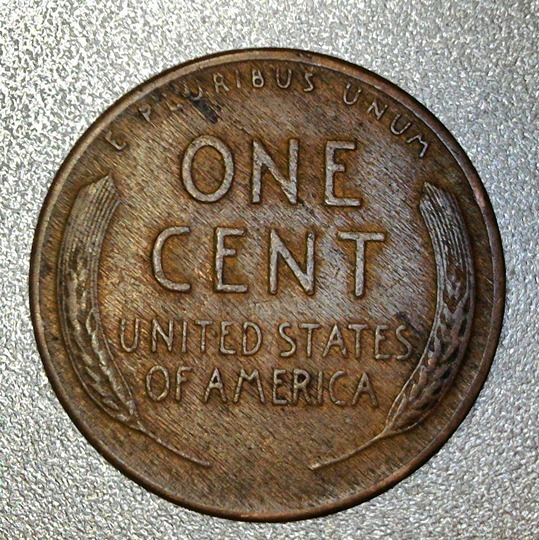 E PLURIBUS UNUM
ONE
CENT
UNITED STATES
OF AMERICA